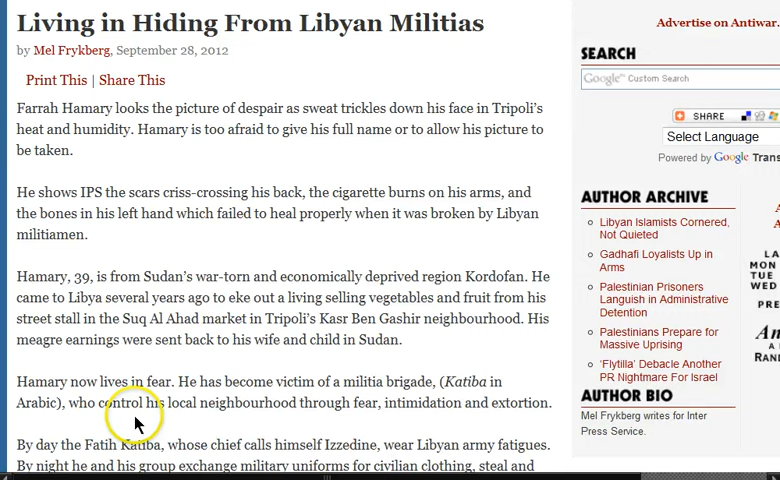 Living in Hiding From Libyan Militias
by Mel Frykberg, September 28, 2012
Print This | Share This
Farrah Hamary looks the picture of despair as sweat trickles down his face in Tripoli's
heat and humidity. Hamary is too afraid to give his full name or to allow his picture to
be taken.
He shows IPS the scars criss-crossing his back, the cigarette burns on his arms, and
the bones in his left hand which failed to heal properly when it was broken by Libyan
militiamen.
Hamary, 39, is from Sudan's war-torn and economically deprived region Kordofan. He
came to Libya several years ago to eke out a living selling vegetables and fruit from his
street stall in the Suq Al Ahad market in Tripoli's Kasr Ben Gashir neighbourhood. His
meagre earnings were sent back to his wife and child in Sudan.
Hamary now lives in fear. He has become victim of a militia brigade, (Katiba in
Arabic), who control his local neighbourhood through fear, intimidation and extortion.
By day the Fatih Katiba, whose chief calls himself Izzedine, wear Libyan army fatigues.
By night he and his group exchange military uniforms for civilian clothing, steal and
Advertise on Antiwar.
SEARCH
Google™ Custom Search
SHARE
Select Language
Powered by Google Trans
AUTHOR ARCHIVE
Libyan Islamists Cornered,
Not Quieted
Gadhafi Loyalists Up in
Arms
Palestinian Prisoners
Languish in Administrative
Detention
Palestinians Prepare for
Massive Uprising
'Flytilla' Debacle Another
PR Nightmare For Israel
AUTHOR BIO
Mel Frykberg writes for Inter
Press Service.
A
LA
MON
TUE
WED
PRE
An
RAN